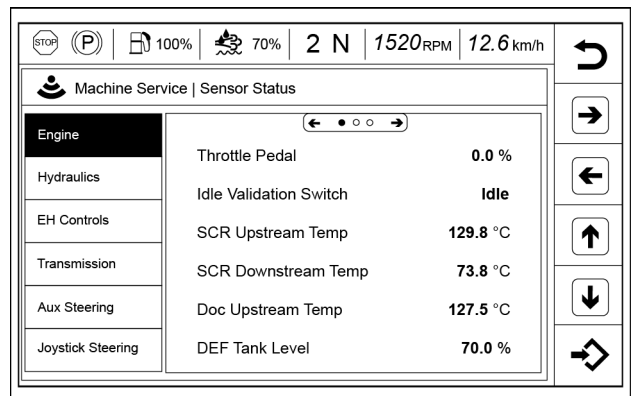 STOP P 100% 70% 2 N 1520 RPM 12.6 km/h
Machine Service | Sensor Status
Engine
Hydraulics
EH Controls
Transmission
Aux Steering
Joystick Steering
Throttle Pedal 0.0 %
Idle Validation Switch Idle
SCR Upstream Temp 129.8 °C
SCR Downstream Temp 73.8 °C
Doc Upstream Temp 127.5 °C
DEF Tank Level 70.0 %